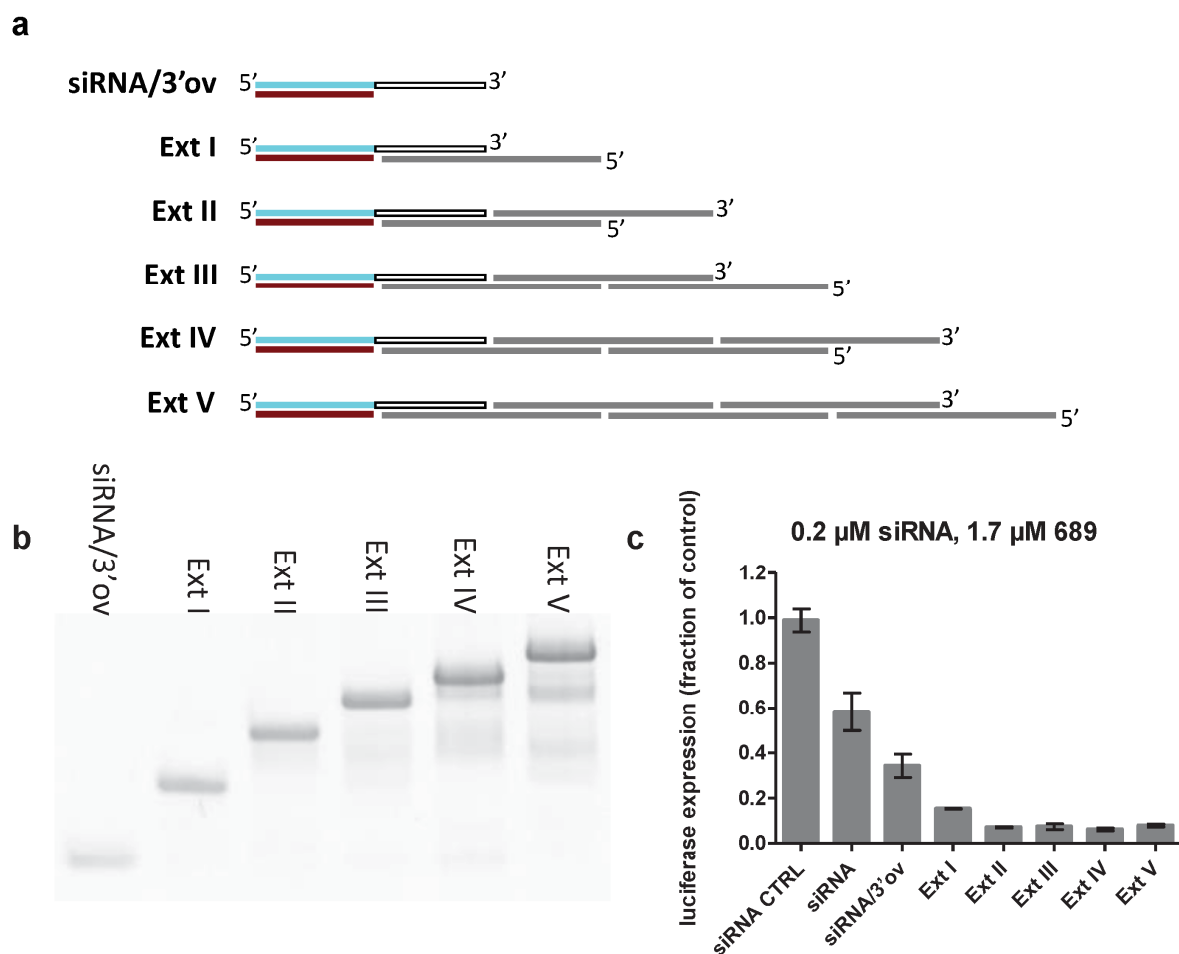 a
siRNA/3’ov 5’ 3’
Ext I 5’ 3’ 5’
Ext II 5’ 3’ 5’
Ext III 5’ 3’ 5’
Ext IV 5’ 3’ 5’
Ext V 5’ 3’ 5’
b
siRNA/3’ov
Ext I
Ext II
Ext III
Ext IV
Ext V
c
0.2 µM siRNA, 1.7 µM 689
luciferase expression (fraction of control)
1.2
1.0
0.8
0.6
0.4
0.2
0.0
siRNA CTRL
siRNA
siRNA/3’ov
Ext I
Ext II
Ext III
Ext IV
Ext V